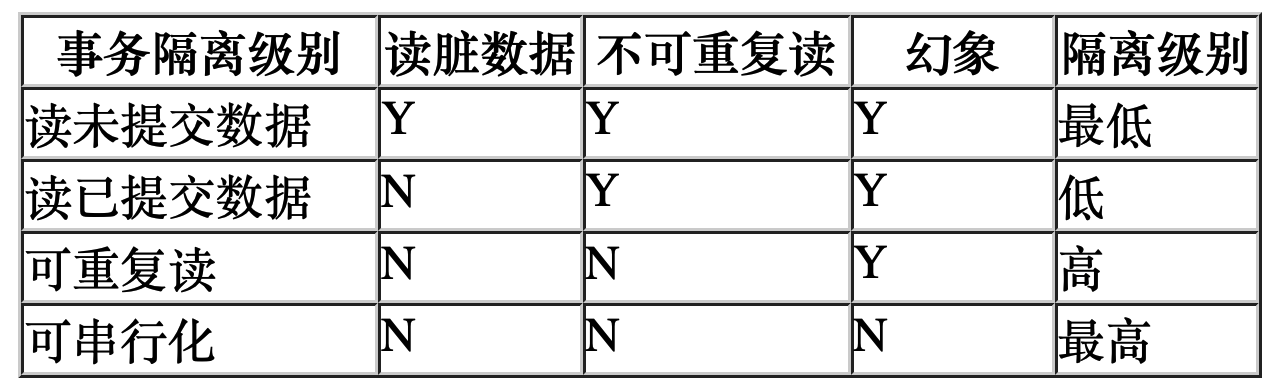 事务隔离级别 读脏数据 不可重复读 幻象 隔离级别
读未提交数据 Y Y Y 最低
读已提交数据 N Y Y 低
可重复读 N N Y 高
可串行化 N N N 最高